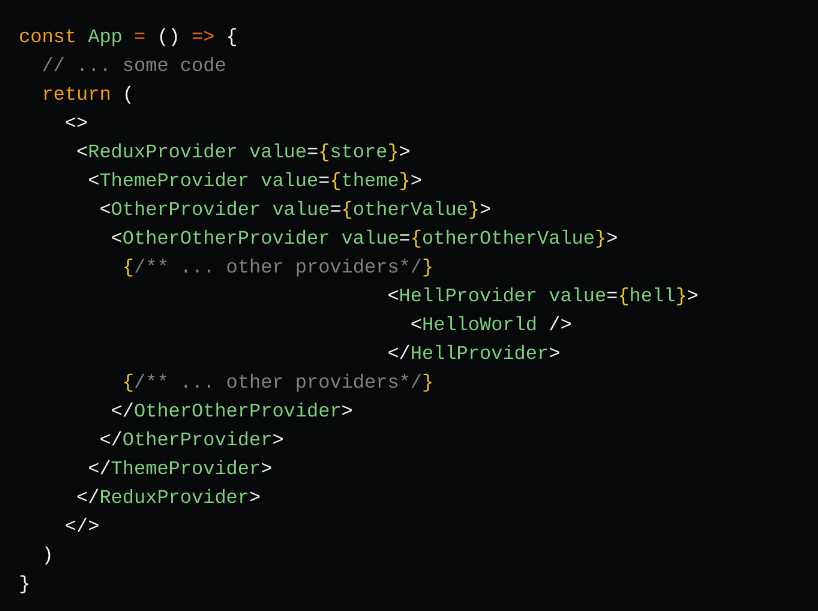 const App = () => {
  // ... some code
  return (
    <>
     <ReduxProvider value={store}>
      <ThemeProvider value={theme}>
       <OtherProvider value={otherValue}>
        <OtherOtherProvider value={otherOtherValue}>
         {/** ... other providers*/}
                                <HellProvider value={hell}>
                                  <HelloWorld />
                                </HellProvider>
         {/** ... other providers*/}
        </OtherOtherProvider>
       </OtherProvider>
      </ThemeProvider>
     </ReduxProvider>
    </>
  )
}